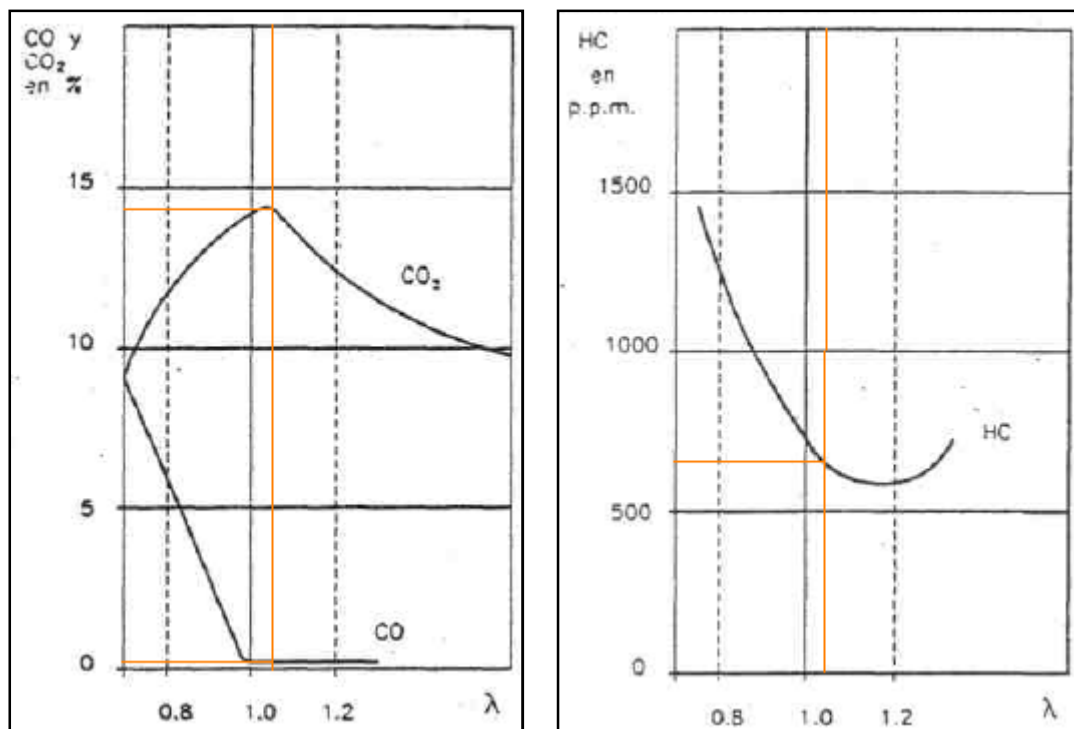 CO y
CO₂
en %
15
10
5
0
0.8 1.0 1.2 λ
CO₂
CO
HC
en
p.p.m.
1500
1000
500
0
0.8 1.0 1.2 λ
HC